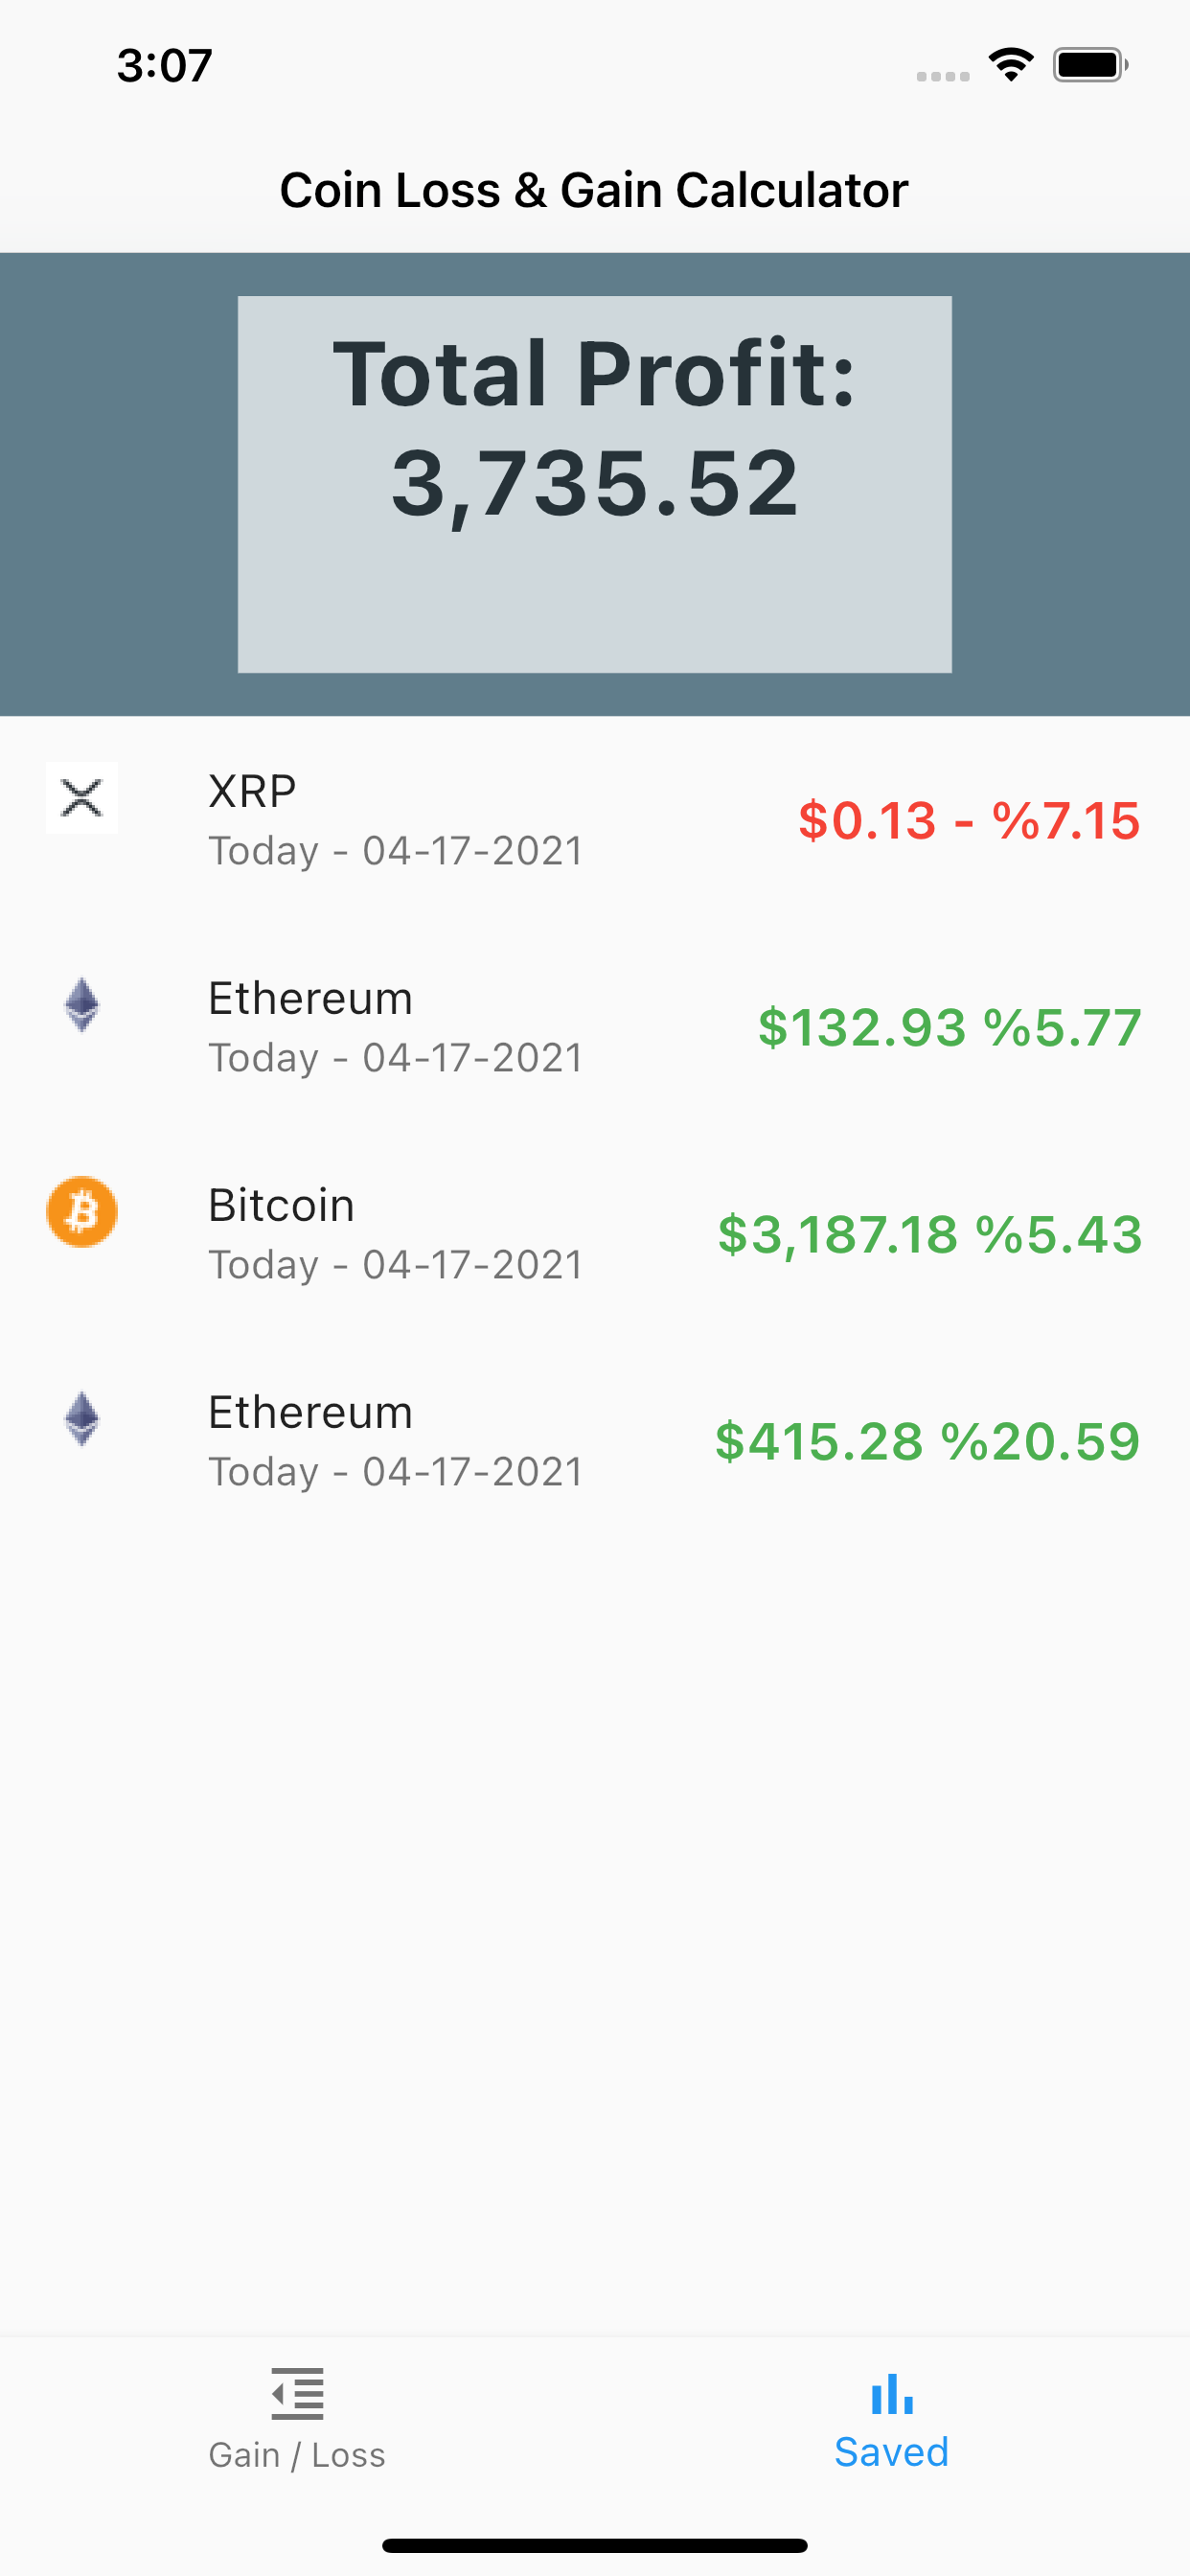 3:07
Coin Loss & Gain Calculator
Total Profit:
3,735.52
XRP
Today - 04-17-2021
$0.13 - %7.15
Ethereum
Today - 04-17-2021
$132.93 %5.77
Bitcoin
Today - 04-17-2021
$3,187.18 %5.43
Ethereum
Today - 04-17-2021
$415.28 %20.59
Gain / Loss
Saved